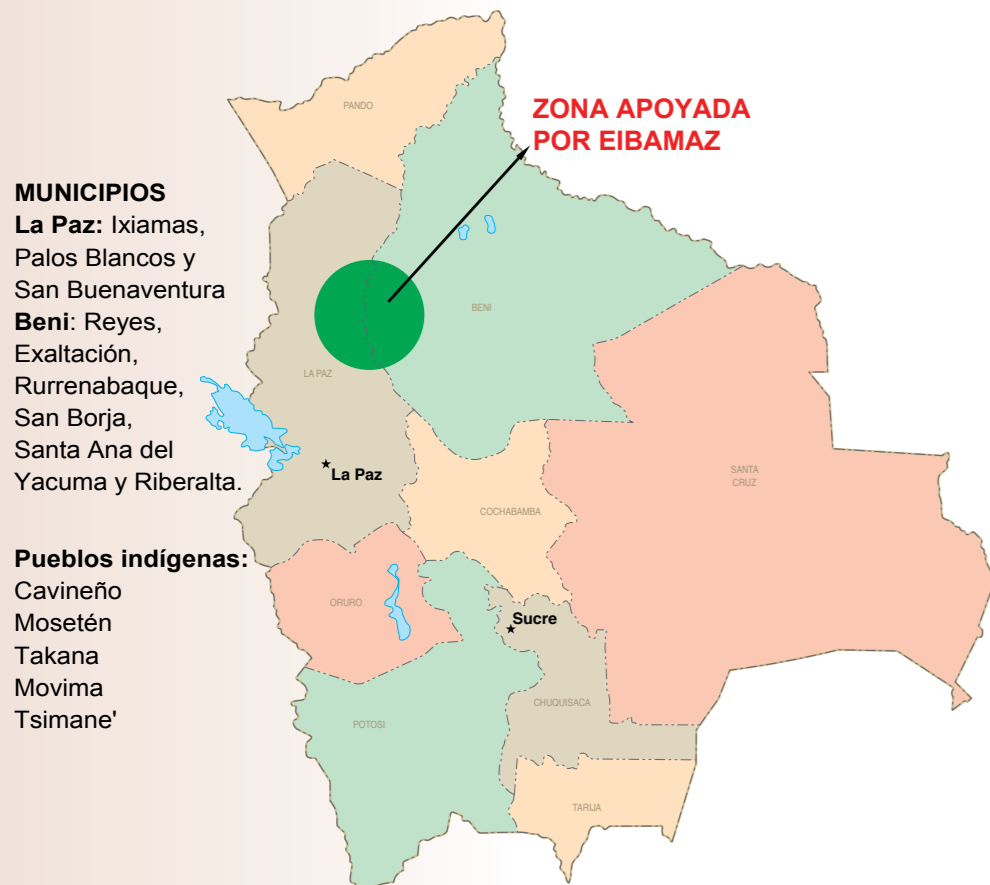 ZONA APOYADA
POR EIBAMAZ
MUNICIPIOS
La Paz: Ixiamas,
Palos Blancos y
San Buenaventura
Beni: Reyes,
Exaltación,
Rurrenabaque,
San Borja,
Santa Ana del
Yacuma y Riberalta.
Pueblos indígenas:
Cavineño
Mosetén
Takana
Movima
Tsimane'
PANDO
BENI
LA PAZ
La Paz
SANTA
CRUZ
COCHABAMBA
ORURO
Sucre
CHUQUISACA
POTOSI
TARIJA